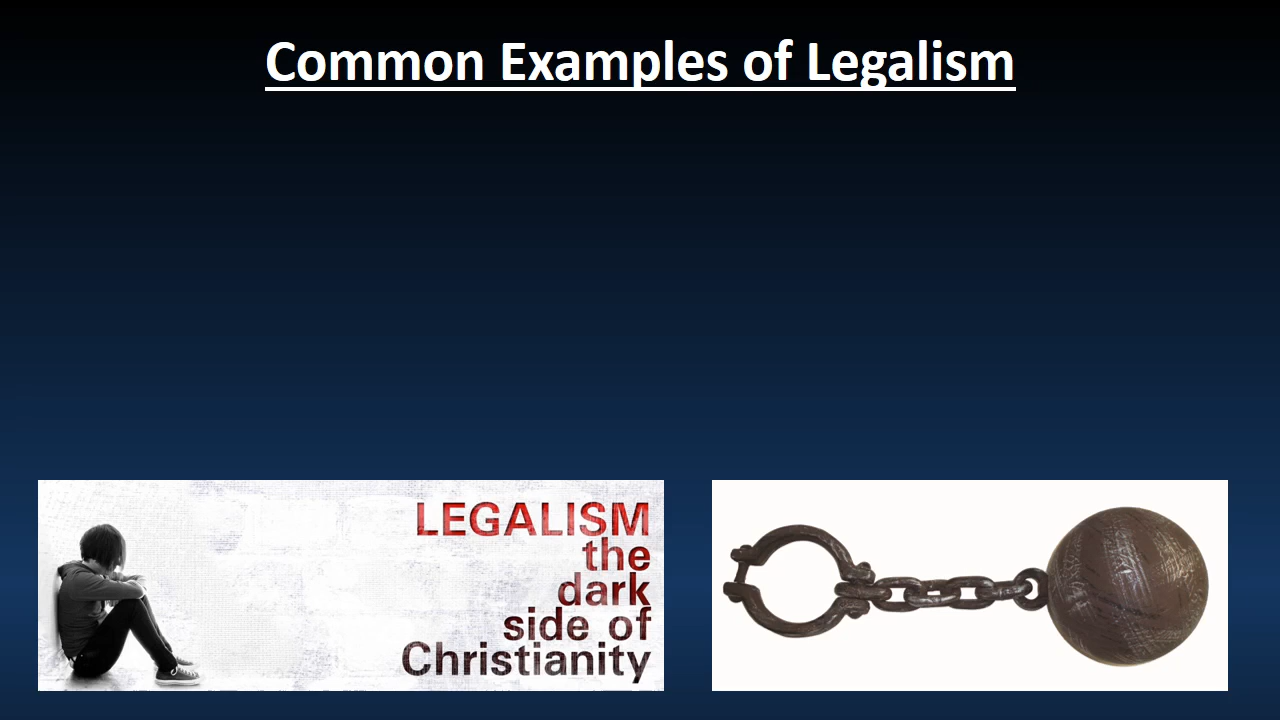 Common Examples of Legalism
LEGALISM
the
dark
side of
Christianity